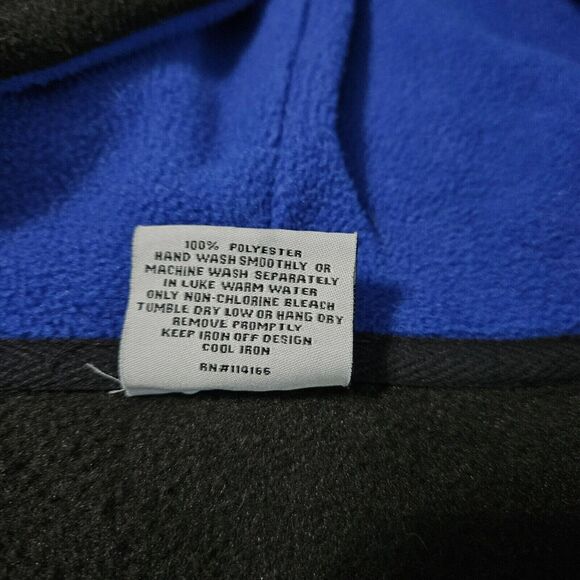 100% POLYESTER
HAND WASH SMOOTHLY OR
MACHINE WASH SEPARATELY
IN LUKE WARM WATER
ONLY NON-CHLORINE BLEACH
TUMBLE DRY LOW OR HANG DRY
REMOVE PROMPTLY
KEEP IRON OFF DESIGN
COOL IRON
RN#114166